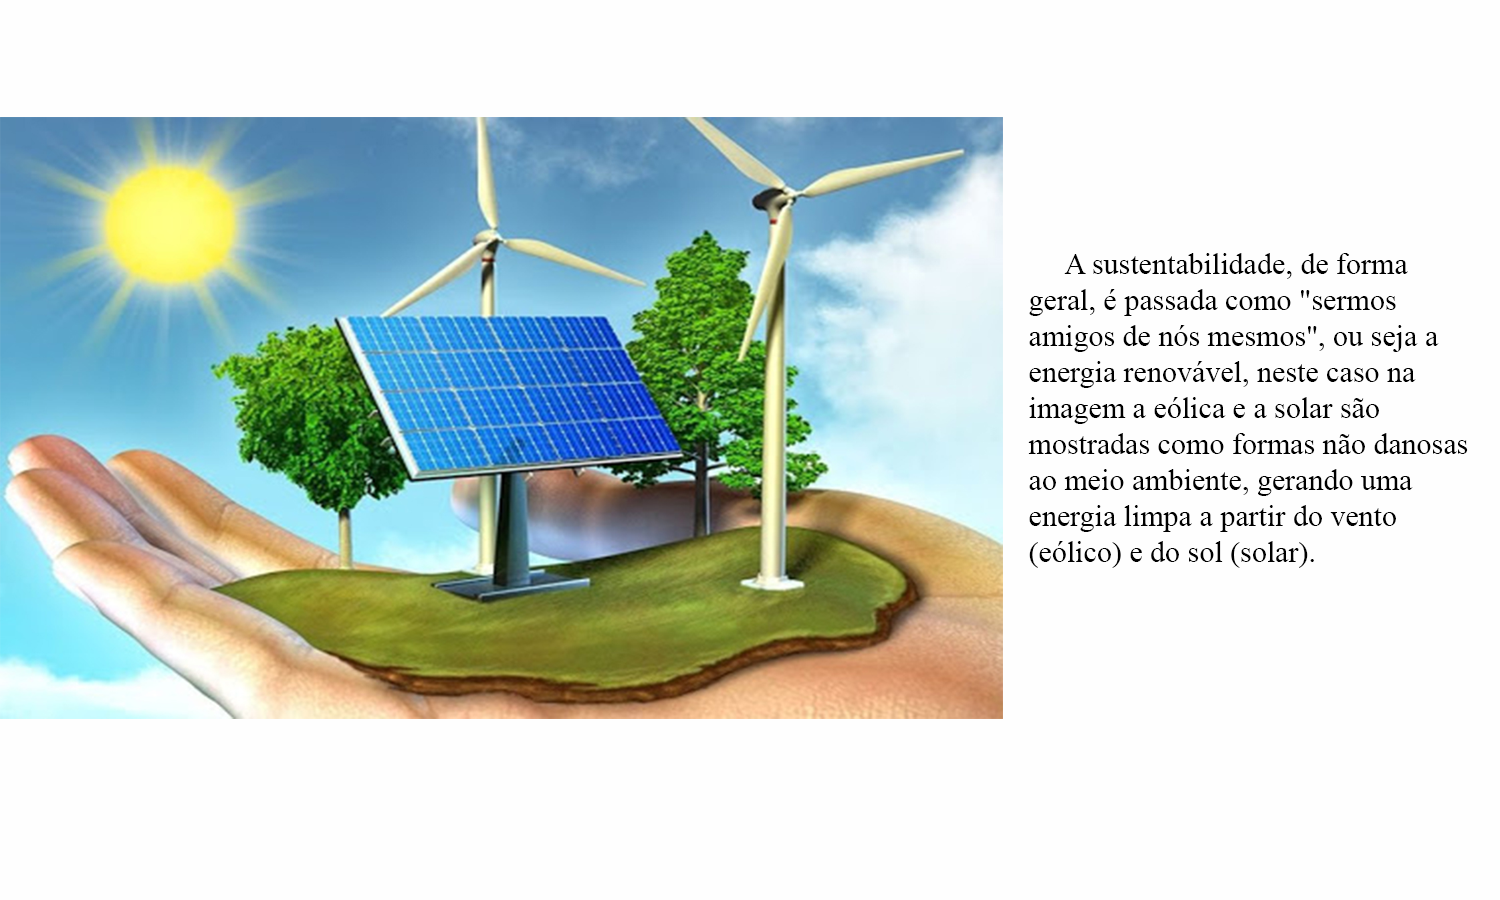 A sustentabilidade, de forma
geral, é passada como "sermos
amigos de nós mesmos", ou seja a
energia renovável, neste caso na
imagem a eólica e a solar são
mostradas como formas não danosas
ao meio ambiente, gerando uma
energia limpa a partir do vento
(eólico) e do sol (solar).